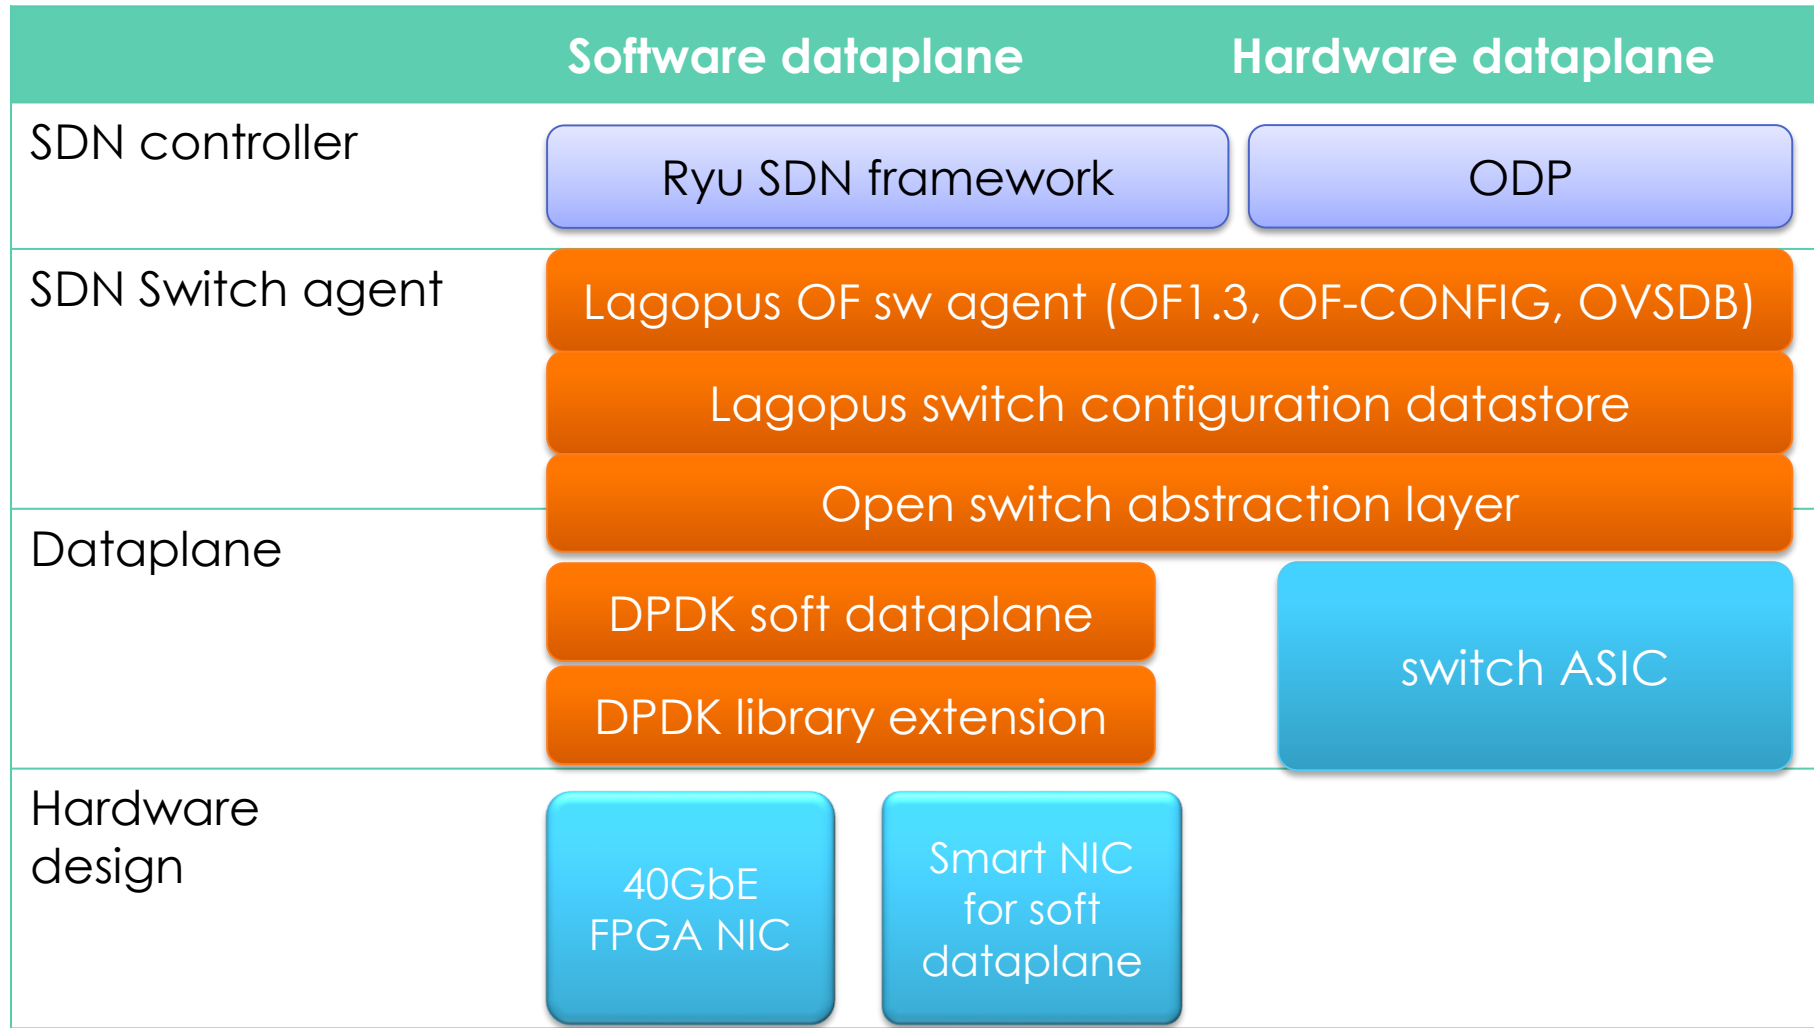 Software dataplane
Hardware dataplane
SDN controller
Ryu SDN framework
ODP
SDN Switch agent
Lagopus OF sw agent (OF1.3, OF-CONFIG, OVSDB)
Lagopus switch configuration datastore
Open switch abstraction layer
Dataplane
DPDK soft dataplane
DPDK library extension
switch ASIC
Hardware
design
40GbE
FPGA NIC
Smart NIC
for soft
dataplane